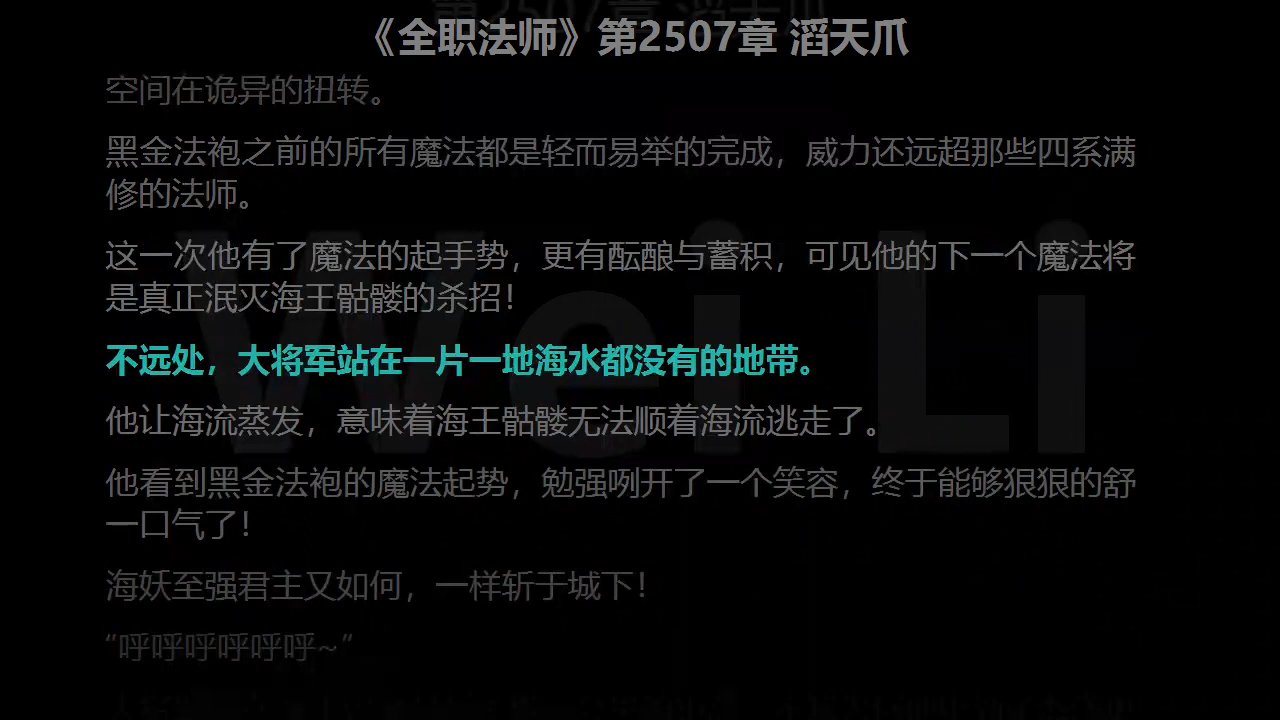 《全职法师》第2507章 滔天爪
空间在诡异的扭转。
黑金法袍之前的所有魔法都是轻而易举的完成，威力还远超那些四系满
修的法师。
这一次他有了魔法的起手势，更有酝酿与蓄积，可见他的下一个魔法将
是真正泯灭海王骷髅的杀招！
不远处，大将军站在一片一地海水都没有的地带。
他让海流蒸发，意味着海王骷髅无法顺着海流逃走了。
他看到黑金法袍的魔法起势，勉强咧开了一个笑容，终于能够狠狠的舒
一口气了！
海妖至强君主又如何，一样斩于城下！
“呼呼呼呼呼呼~”
Wei Li